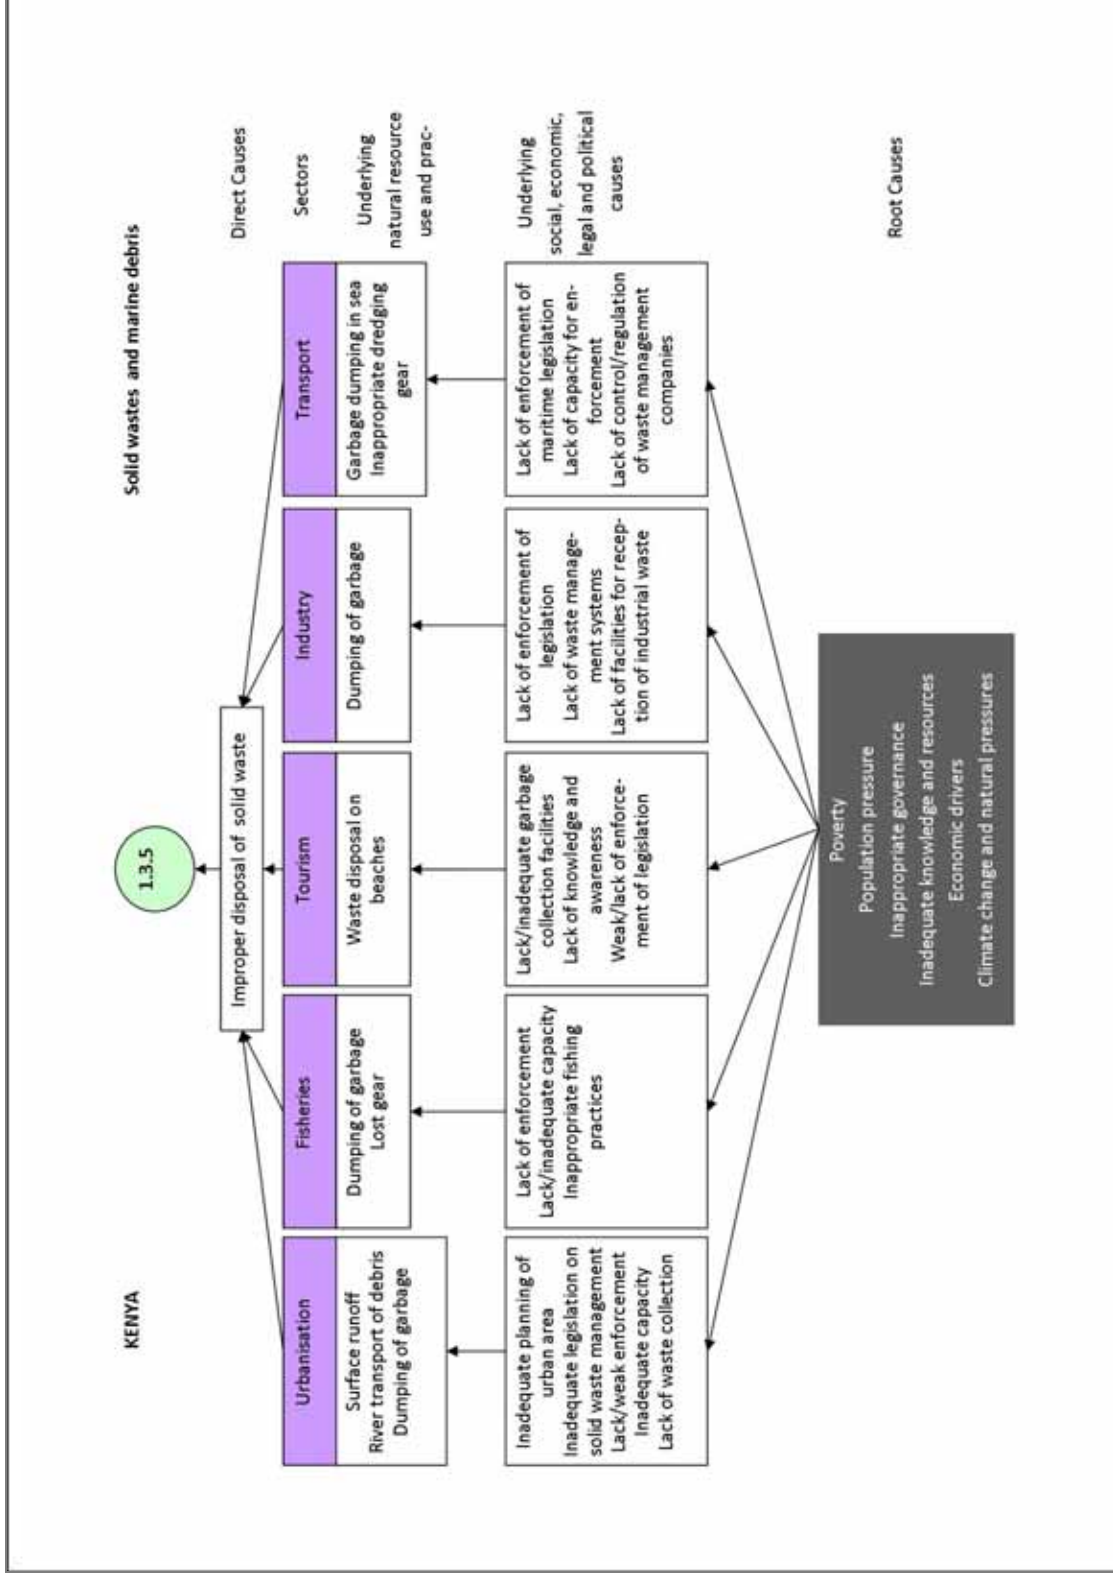 KENYA
Solid wastes and marine debris
1.3.5
Direct Causes
Improper disposal of solid waste
Sectors
Urbanisation
Fisheries
Tourism
Industry
Transport
Underlying
natural resource
use and prac-
Surface runoff
River transport of debris
Dumping of garbage
Dumping of garbage
Lost gear
Waste disposal on
beaches
Dumping of garbage
Garbage dumping in sea
Inappropriate dredging
gear
Underlying
social, economic,
legal and political
causes
Inadequate planning of
urban area
Inadequate legislation on
solid waste management
Lack/weak enforcement
Inadequate capacity
Lack of waste collection
Lack of enforcement
Lack/inadequate capacity
Inappropriate fishing
practices
Lack/inadequate garbage
collection facilities
Lack of knowledge and
awareness
Weak/lack of enforce-
ment of legislation
Lack of enforcement of
legislation
Lack of waste manage-
ment systems
Lack of facilities for recep-
tion of industrial waste
Lack of enforcement of
maritime legislation
Lack of capacity for en-
forcement
Lack of control/regulation
of waste management
companies
Root Causes
Poverty
Population pressure
Inappropriate governance
Inadequate knowledge and resources
Economic drivers
Climate change and natural pressures